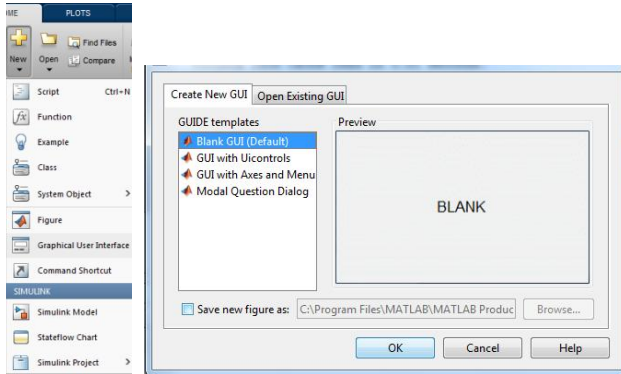 ME PLOTS
New Open Find Files
Compare
Script Ctrl+N
fx Function
Example
Class
System Object >
Figure
Graphical User Interface
Command Shortcut
SIMULINK
Simulink Model
Stateflow Chart
Simulink Project >
Create New GUI Open Existing GUI
GUIDE templates
Blank GUI (Default)
GUI with Uicontrols
GUI with Axes and Menu
Modal Question Dialog
Preview
BLANK
Save new figure as: C:\Program Files\MATLAB\MATLAB Produc Browse...
OK Cancel Help